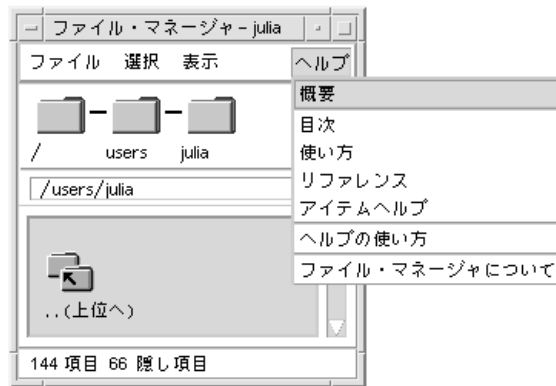 ファイル・マネージャ – julia
ファイル 選択 表示 ヘルプ
概要
目次
使い方
リファレンス
アイテムヘルプ
ヘルプの使い方
ファイル・マネージャについて
/ users julia
/users/julia
..(上位へ)
144 項目 66 隠し項目